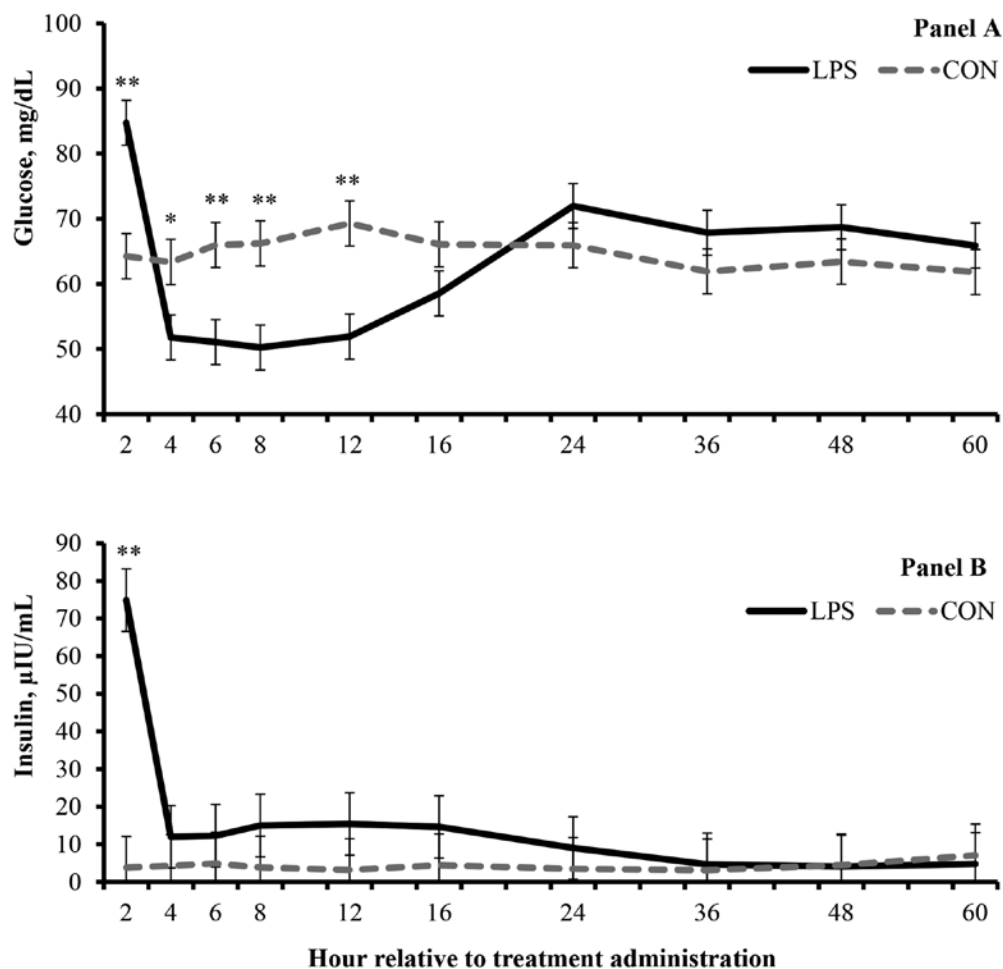 Panel A
LPS CON
Glucose, mg/dL
100
90
80
70
60
50
40
** * ** ** **
2 4 6 8 12 16 24 36 48 60
Panel B
LPS CON
Insulin, µIU/mL
90
80
70
60
50
40
30
20
10
0
**
2 4 6 8 12 16 24 36 48 60
Hour relative to treatment administration